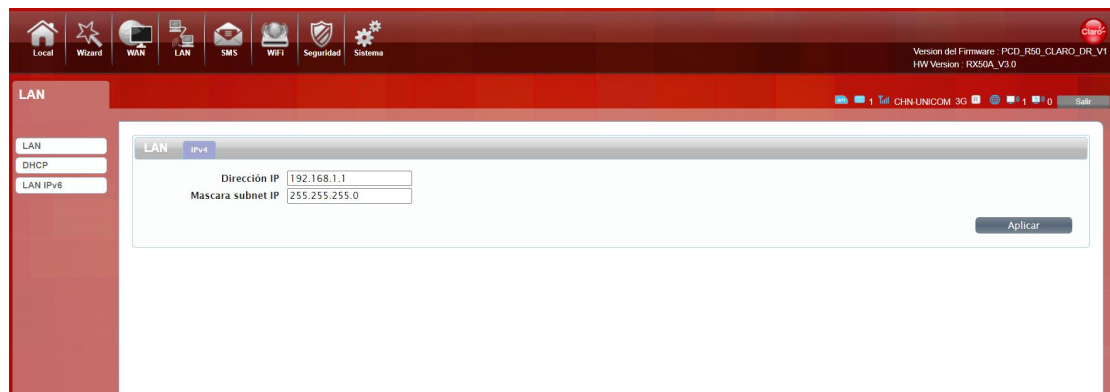 Local Wizard WAN LAN SMS WiFi Seguridad Sistema
Claro-
Version del Firmware : PCD_R50_CLARO_DR_V1
HW Version : RX50A_V3.0
LAN
1 CHN-UNICOM 3G R 1 0 Salir
LAN
DHCP
LAN IPv6
LAN IPv4
Dirección IP 192.168.1.1
Mascara subnet IP 255.255.255.0
Aplicar